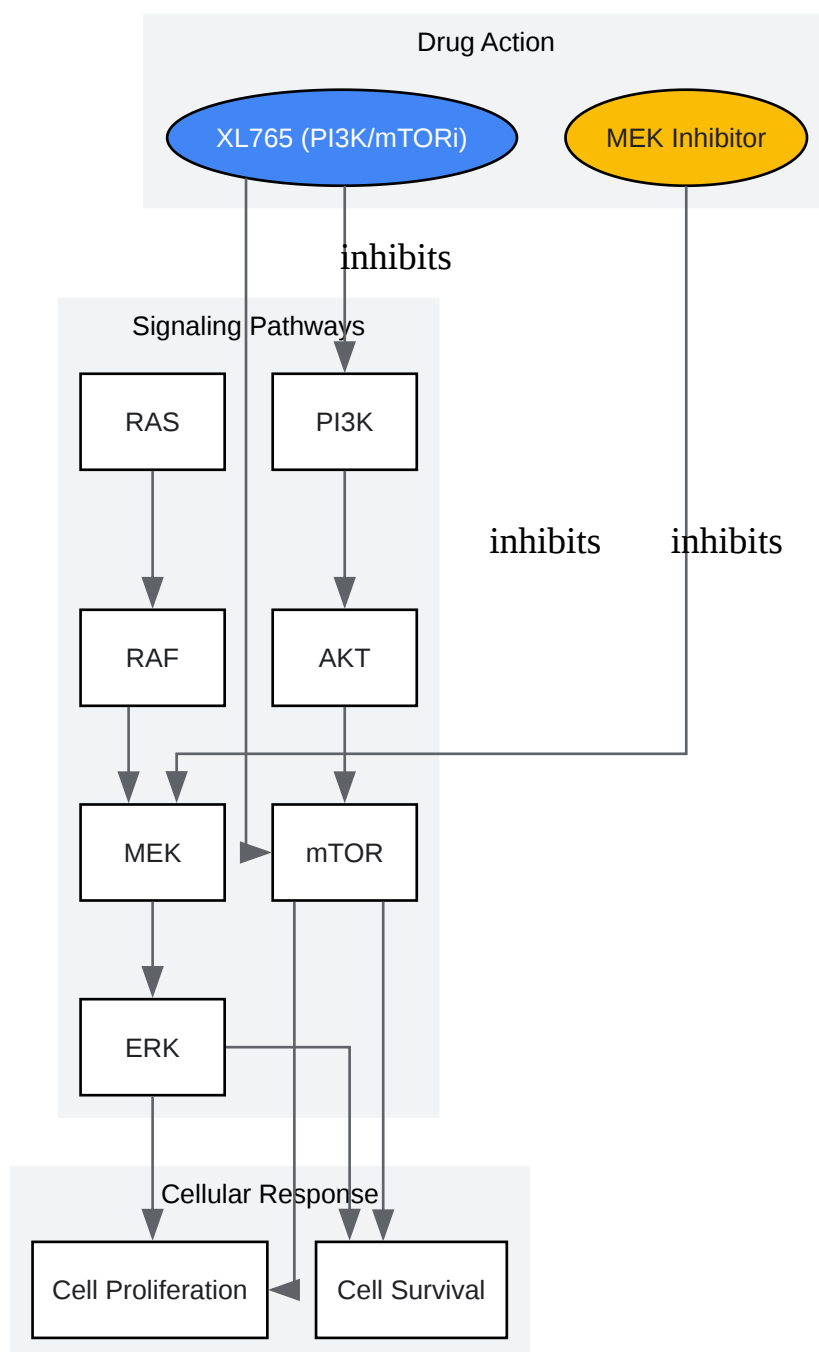 Drug Action
XL765 (PI3K/mTORi)
MEK Inhibitor
inhibits
Signaling Pathways
RAS
PI3K
inhibits
inhibits
RAF
AKT
MEK
mTOR
ERK
Cellular Response
Cell Proliferation
Cell Survival